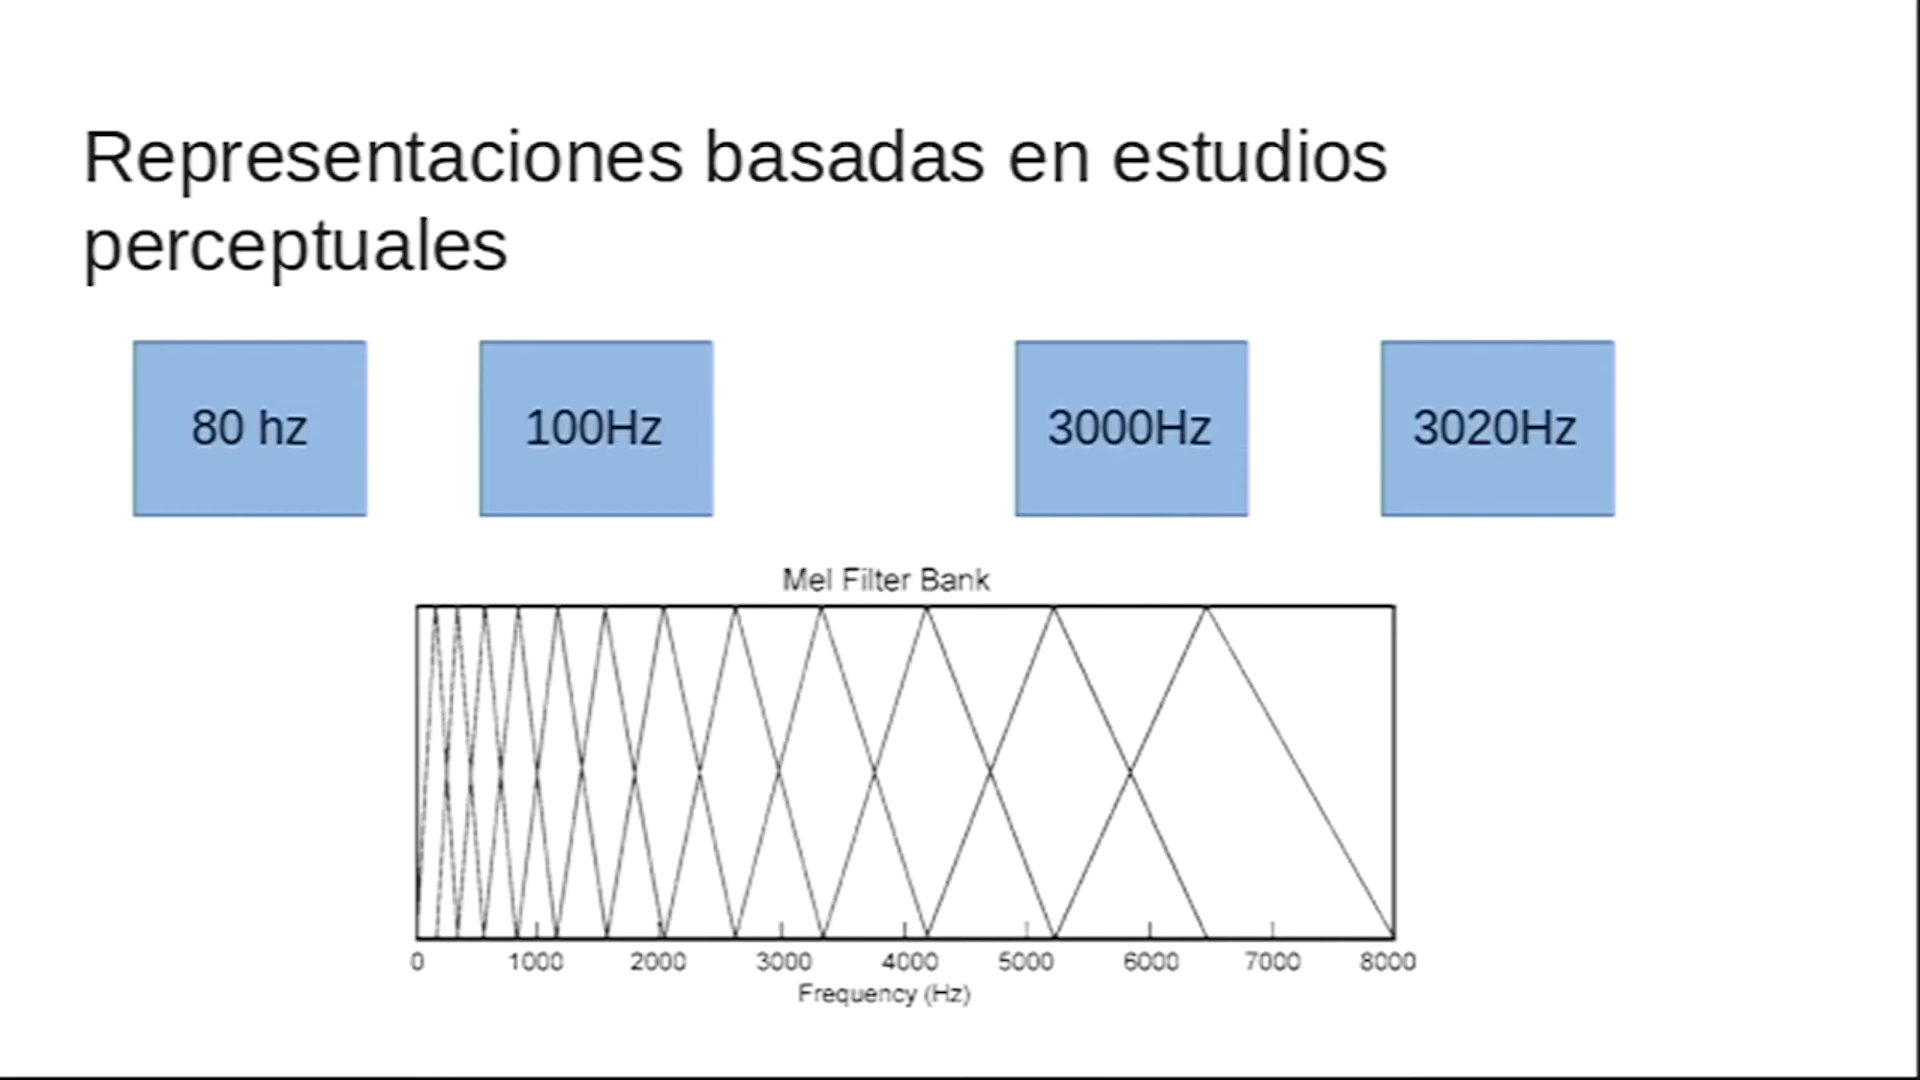 Representaciones basadas en estudios
perceptuales
80 hz
100Hz
3000Hz
3020Hz
Mel Filter Bank
0 1000 2000 3000 4000 5000 6000 7000 8000
Frequency (Hz)